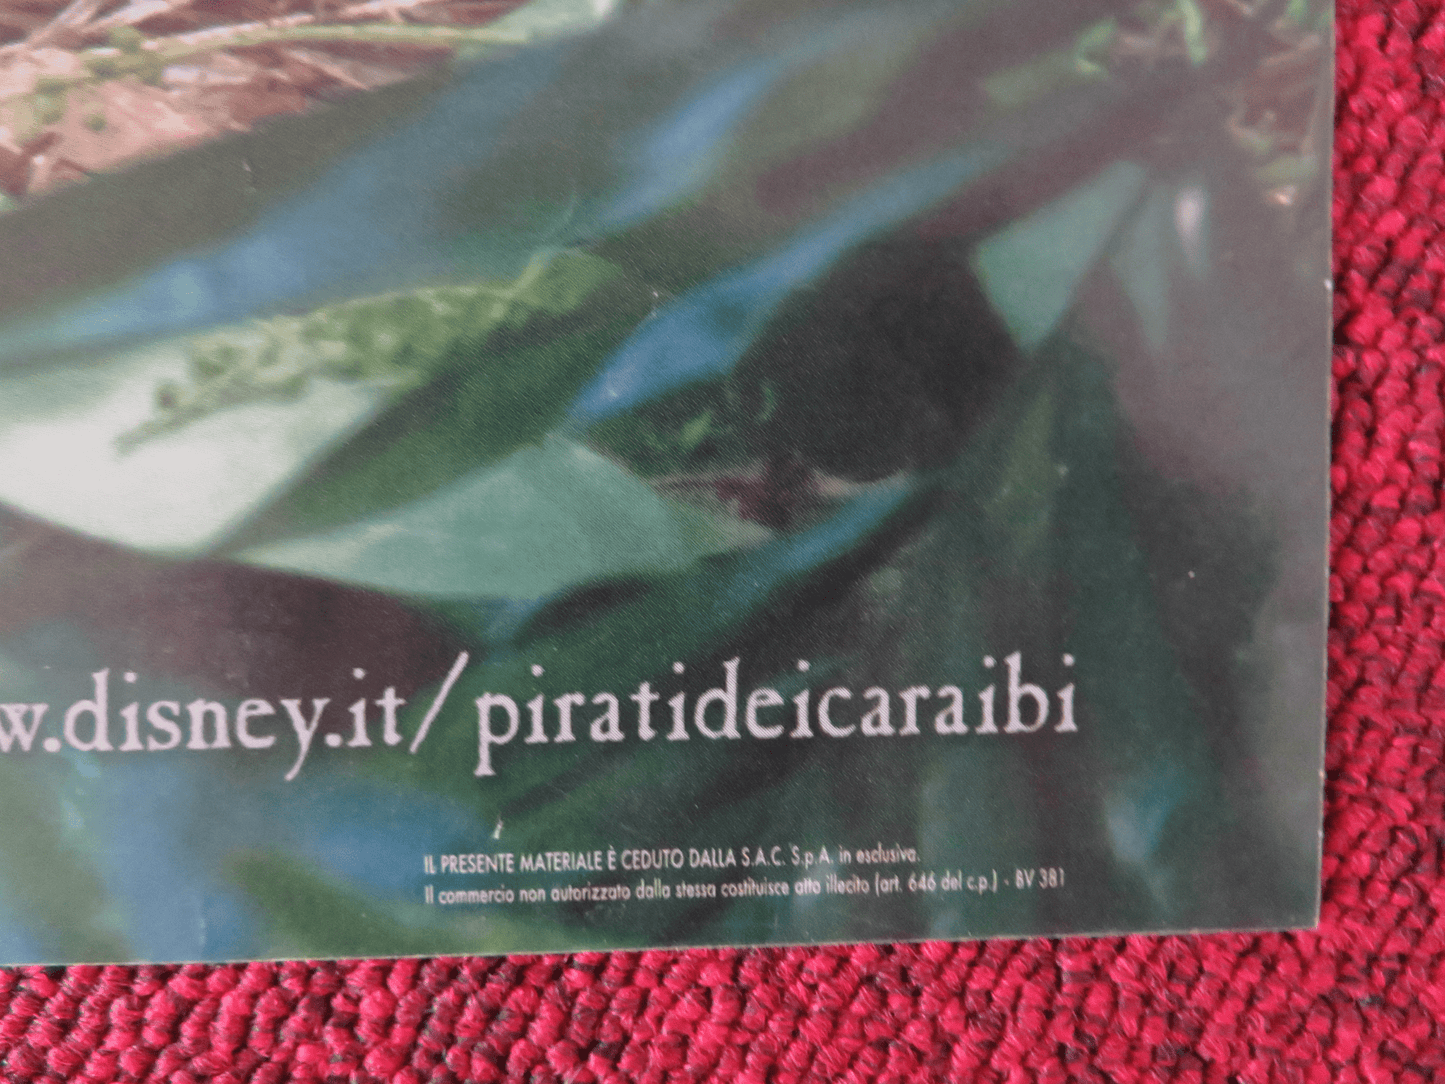 w.disney.it/piratideicaraibi
IL PRESENTE MATERIALE È CEDUTO DALLA S.A.C. S.p.A. in esclusiva.
Il commercio non autorizzato dalla stessa costituisce atto illecito (art. 646 del c.p.) - BV 381